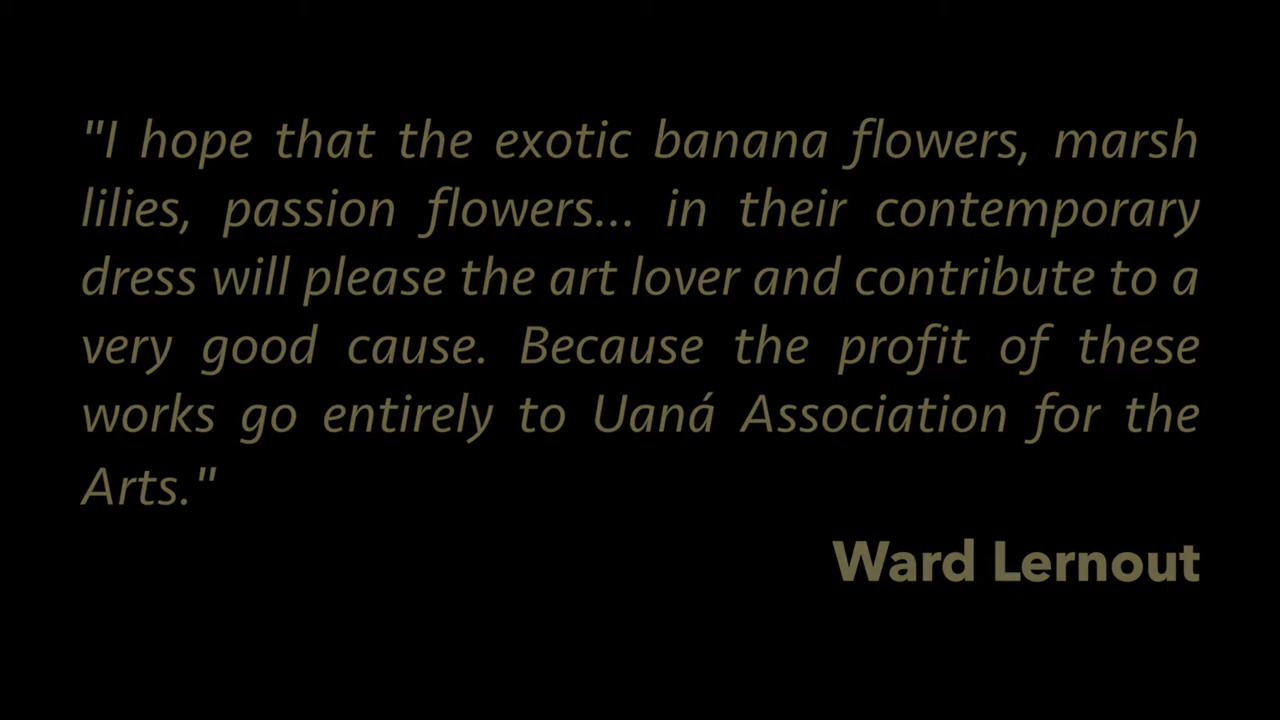 "I hope that the exotic banana flowers, marsh
lilies, passion flowers... in their contemporary
dress will please the art lover and contribute to a
very good cause. Because the profit of these
works go entirely to Uaná Association for the
Arts."
Ward Lernout